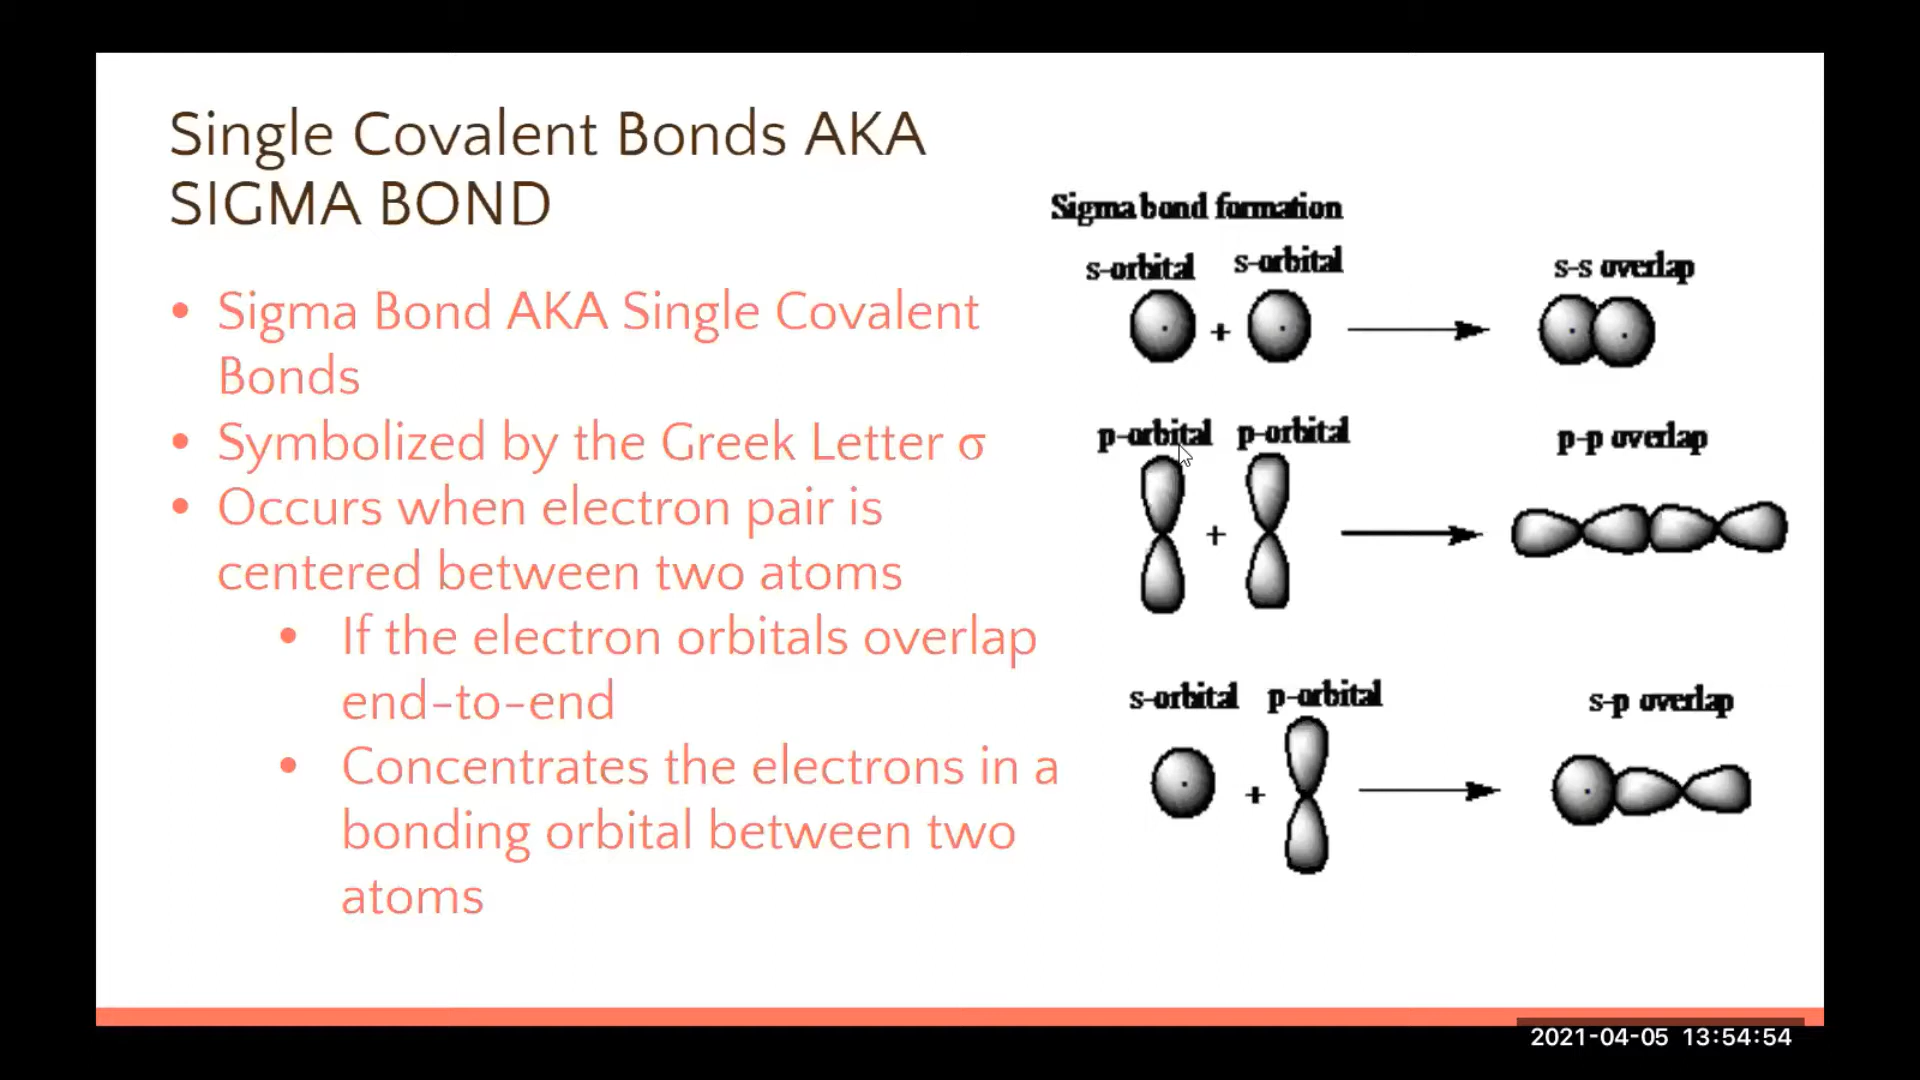 Single Covalent Bonds AKA
SIGMA BOND
• Sigma Bond AKA Single Covalent
Bonds
• Symbolized by the Greek Letter σ
• Occurs when electron pair is
centered between two atoms
• If the electron orbitals overlap
end-to-end
• Concentrates the electrons in a
bonding orbital between two
atoms
Sigma bond formation
s-orbital s-orbital s-s overlap
+
p-orbital p-orbital p-p overlap
+
s-orbital p-orbital s-p overlap
+
2021-04-05 13:54:54